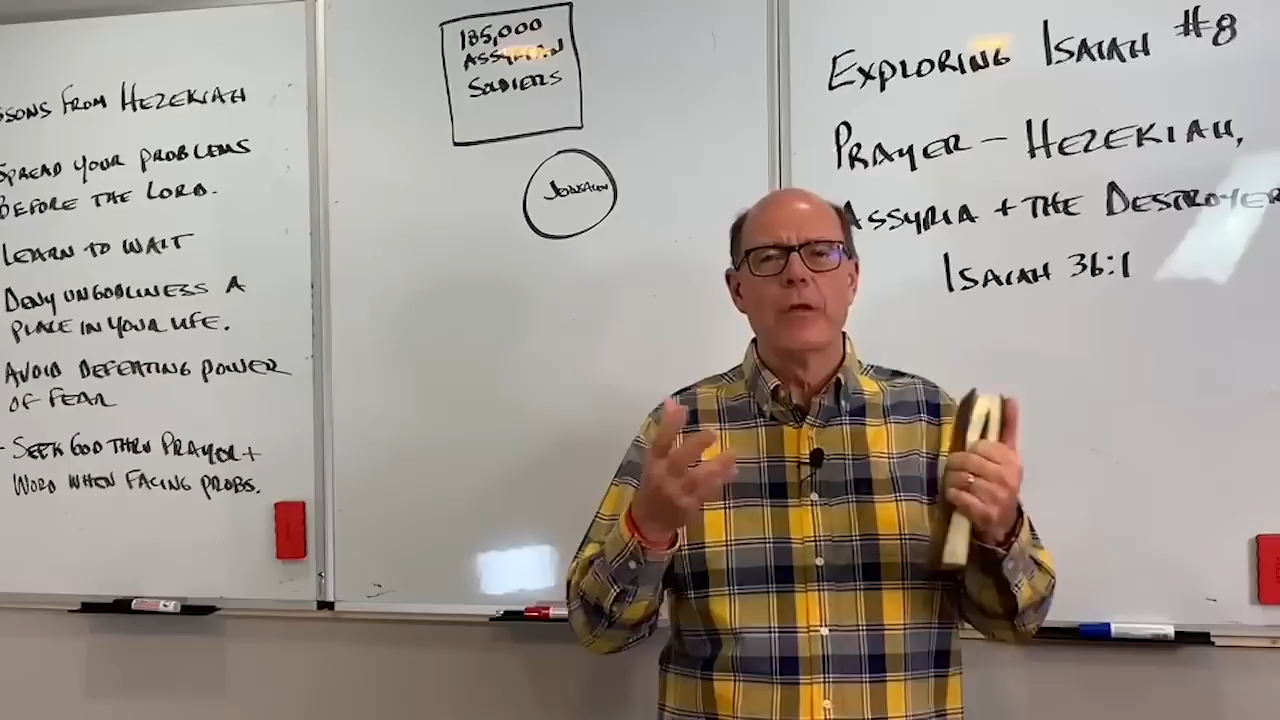 SSONS FROM HEZEKIAH
SPREAD YOUR PROBLEMS
BEFORE THE LORD.
LEARN TO WAIT
DENY UNGODLINESS A
PLACE IN YOUR LIFE.
AVOID DEFEATING POWER
OF FEAR
- SEEK GOD THRU PRAYER +
WORD WHEN FACING PROBS.
185,000
ASSYRIAN
SOLDIERS
JERUSALEM
EXPLORING ISAIAH #8
PRAYER - HEZEKIAH,
ASSYRIA + THE DESTROYER
ISAIAH 36:1